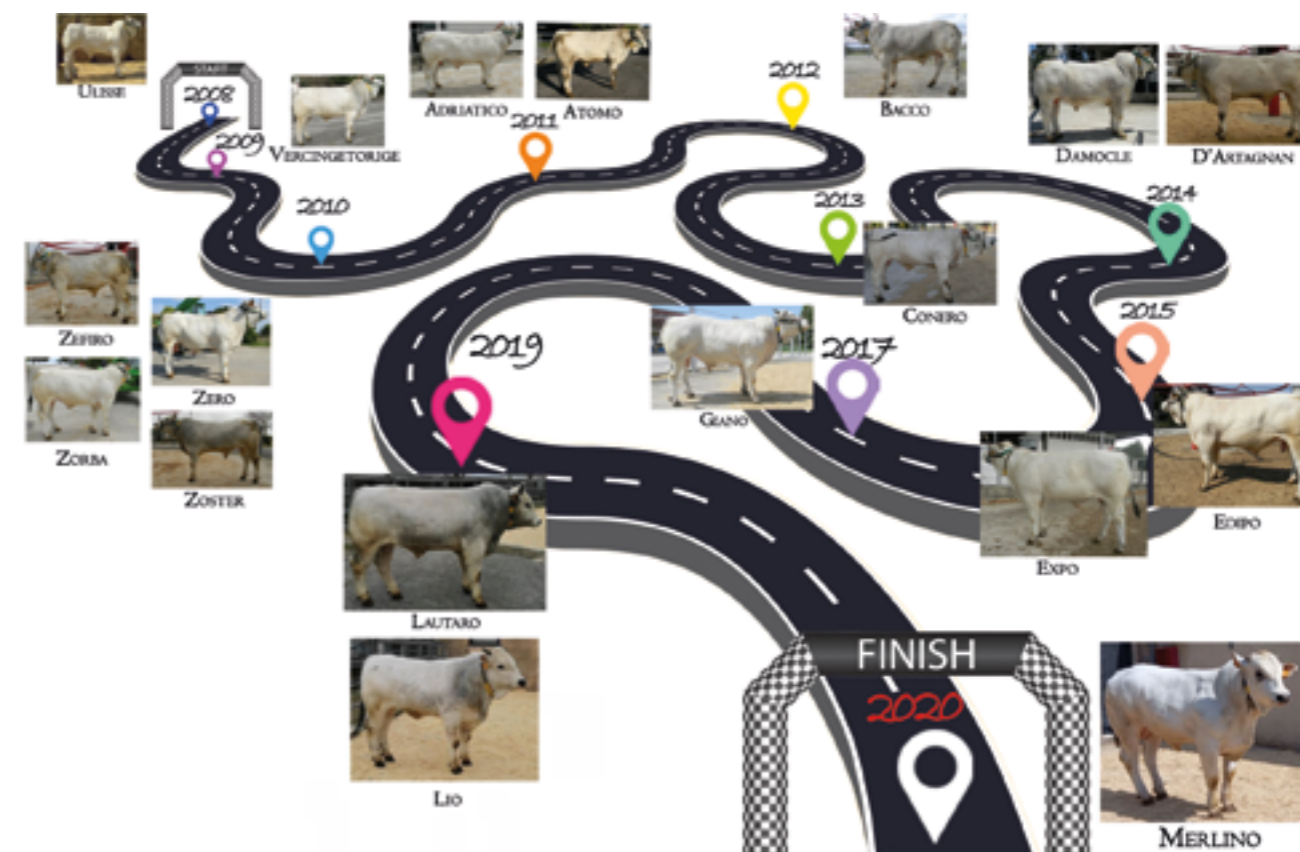 START
ULISSE
2008
2009
VERCINGETORIGE
ADRIATICO
ATOMO
2011
2012
BACCO
DAMOCLE
D'ARTAGNAN
2010
2013
2014
CONERO
ZEFIRO
ZERO
ZORBA
ZOSTER
2019
GIANO
2017
2015
EDIPO
EXPO
LAUTARO
LIO
FINISH
2020
MERLINO